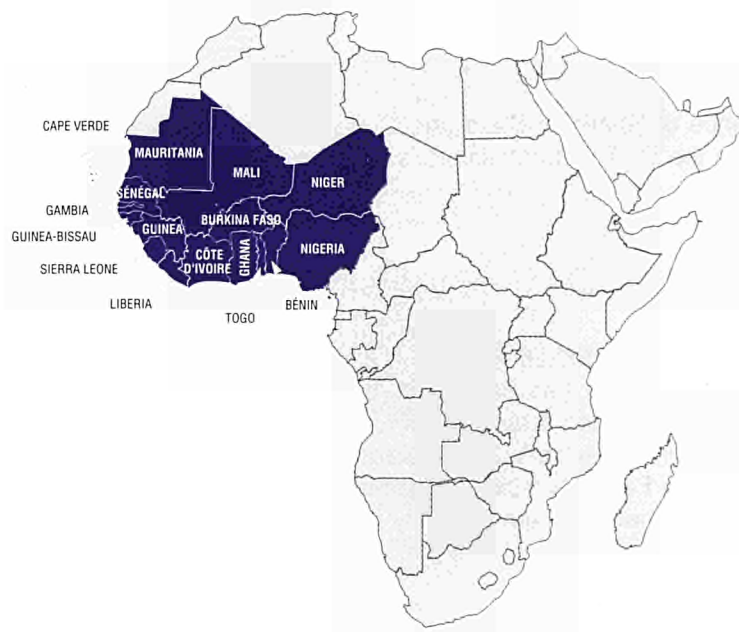 CAPE VERDE
MAURITANIA
MALI
NIGER
SÉNÉGAL
GAMBIA
BURKINA FASO
GUINEA
GUINEA-BISSAU
NIGERIA
CÔTE
D'IVOIRE
GHANA
SIERRA LEONE
LIBERIA
BÉNIN
TOGO